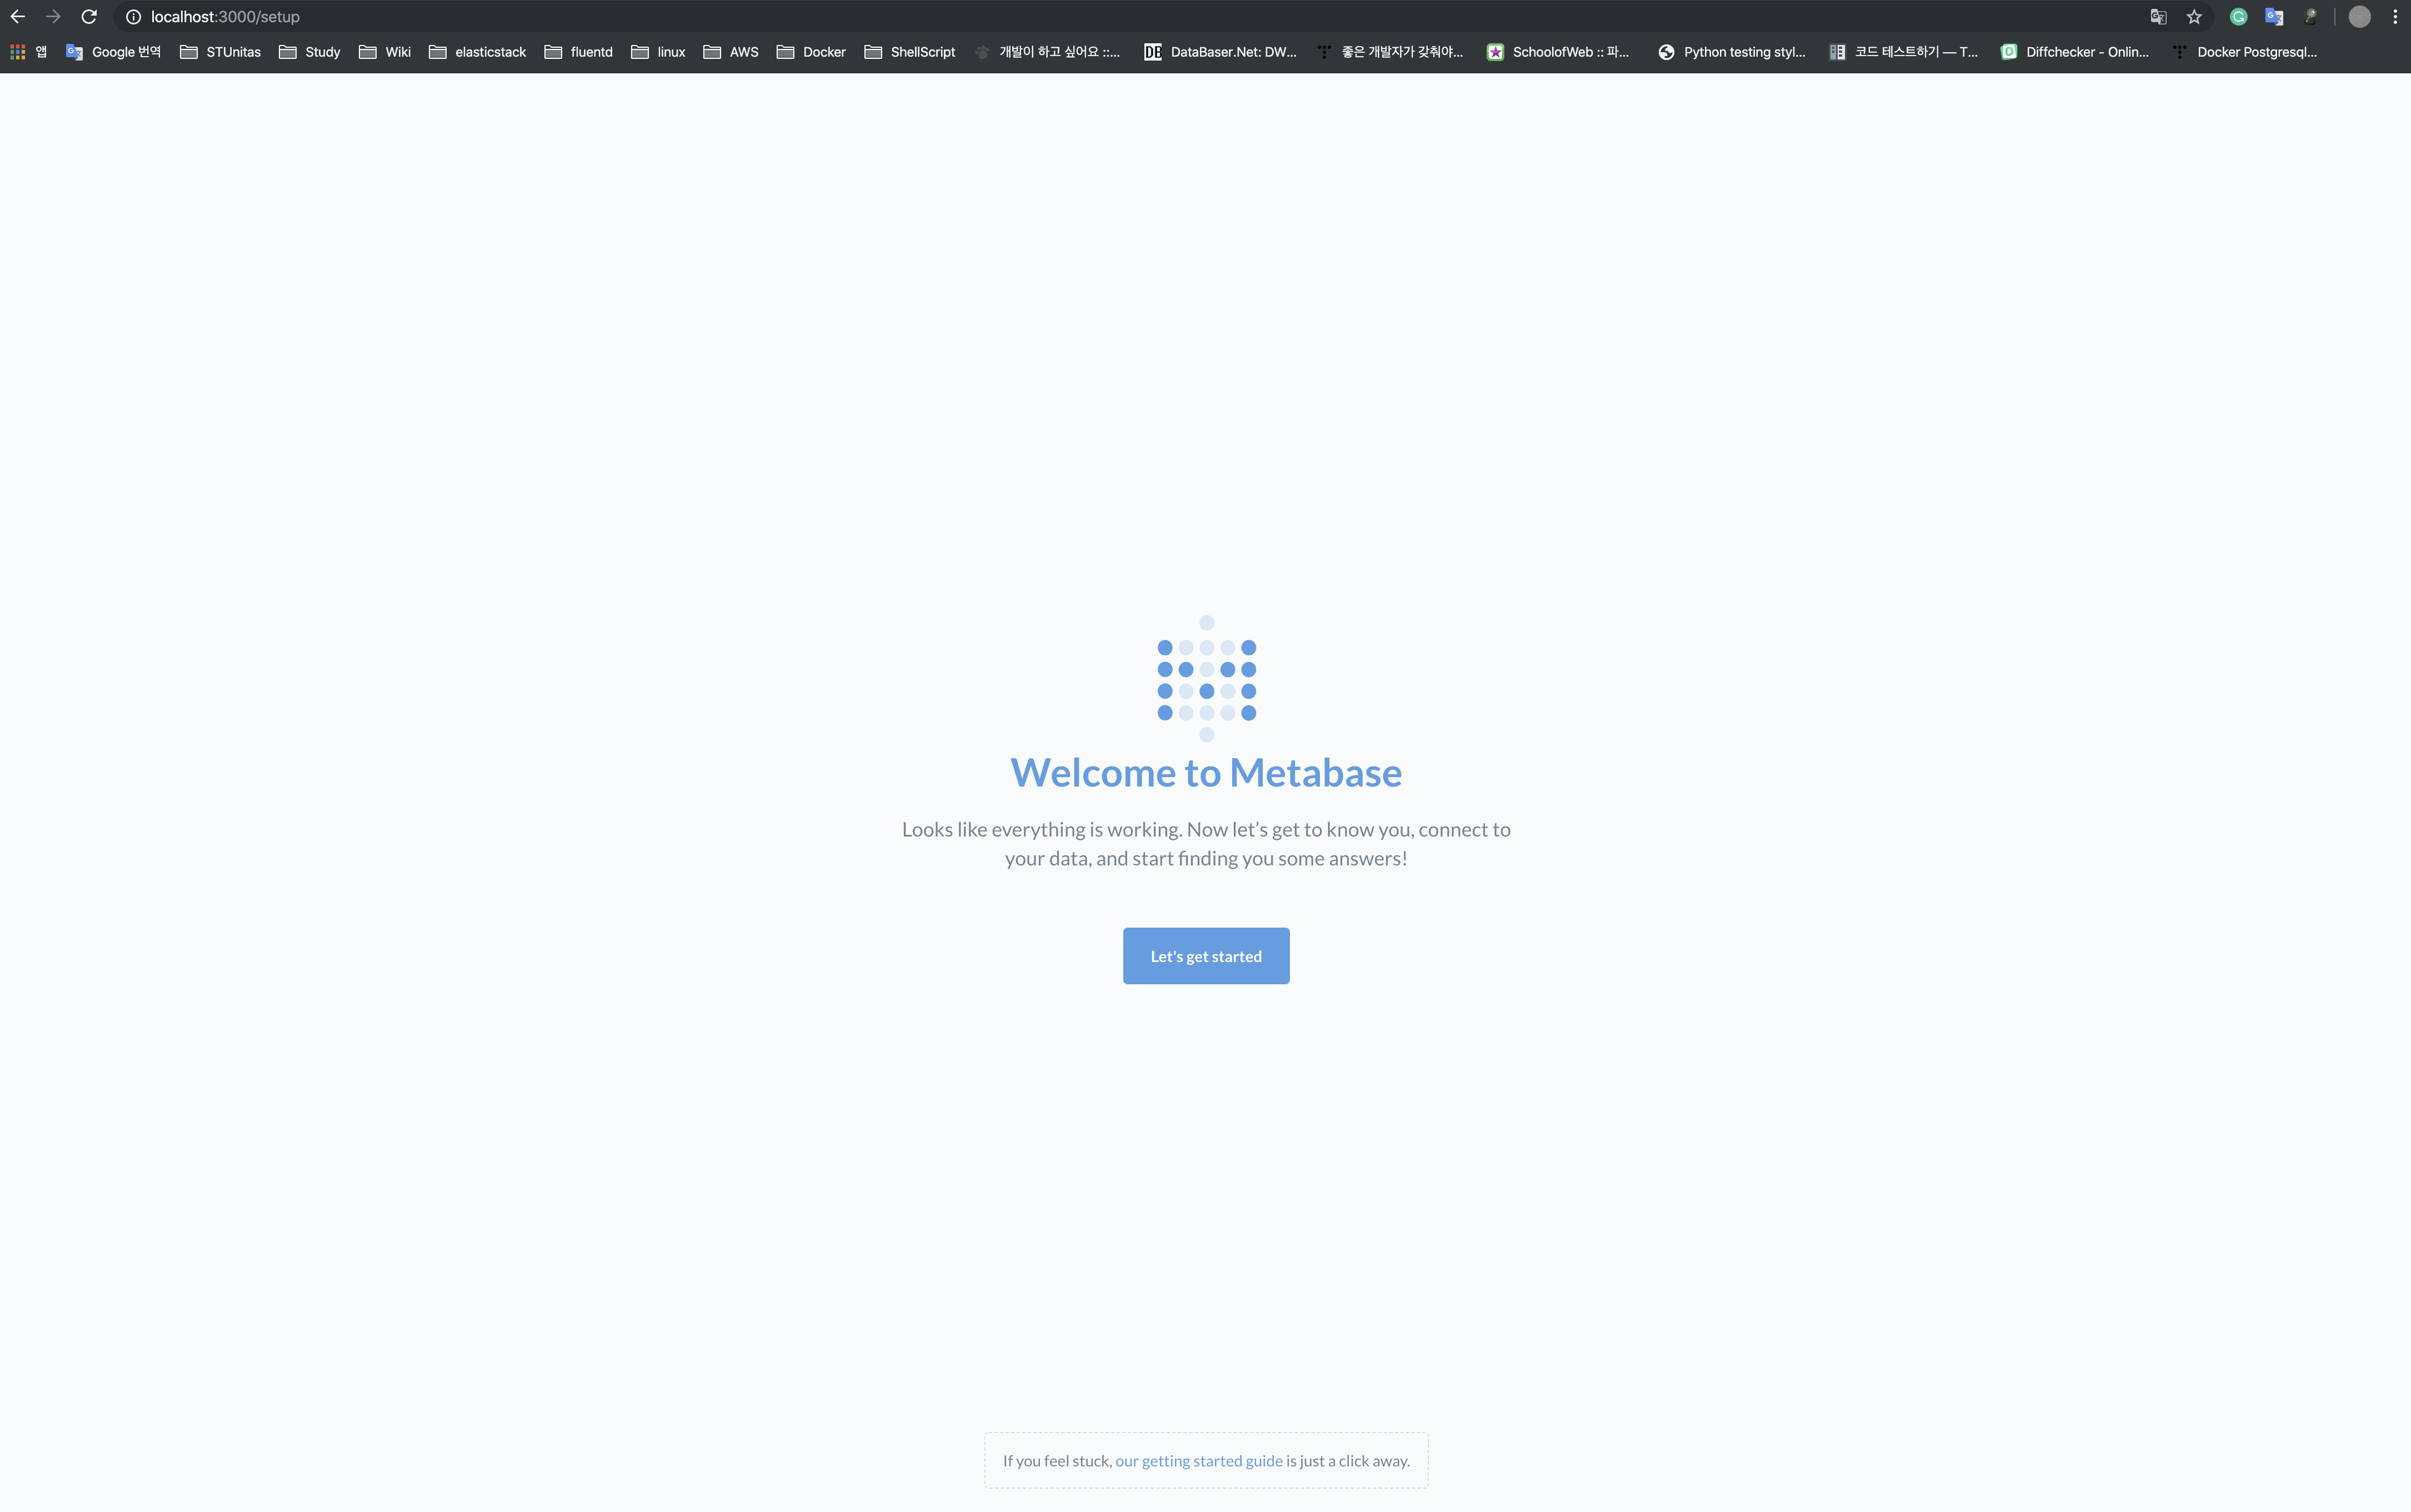 localhost:3000/setup
앱 Google 번역 STUnitas Study Wiki elasticstack fluentd linux AWS Docker ShellScript 개발이 하고 싶어요 ::... DB DataBaser.Net: DW... 좋은 개발자가 갖춰야... SchoolofWeb :: 파... Python testing styl... 코드 테스트하기 — T... Diffchecker - Onlin... Docker Postgresql...
Welcome to Metabase
Looks like everything is working. Now let’s get to know you, connect to
your data, and start finding you some answers!
Let's get started
If you feel stuck, our getting started guide is just a click away.